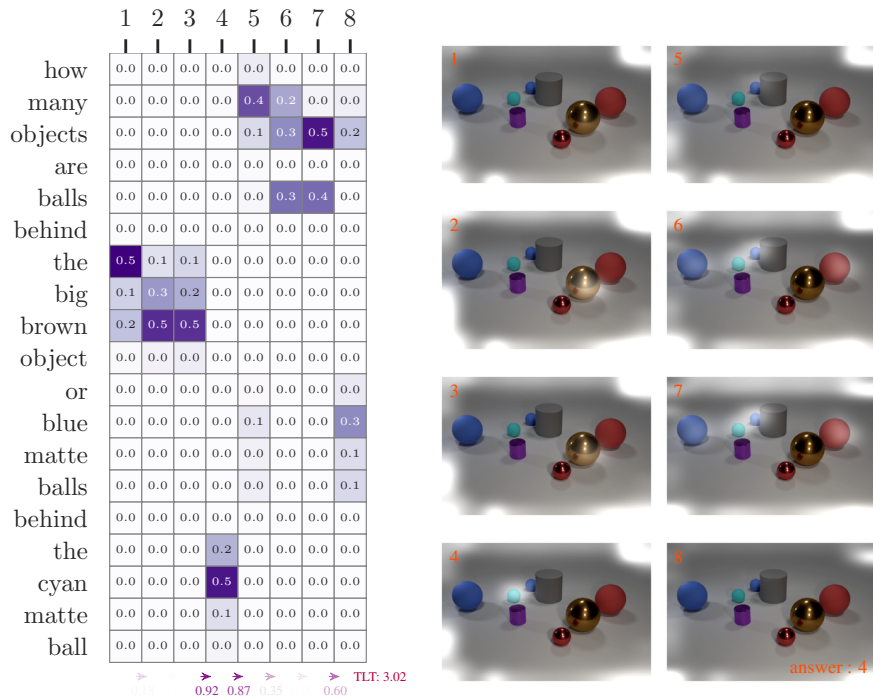 1 2 3 4 5 6 7 8
how 0.0 0.0 0.0 0.0 0.0 0.0 0.0 0.0
many 0.0 0.0 0.0 0.0 0.4 0.2 0.0 0.0
objects 0.0 0.0 0.0 0.0 0.1 0.3 0.5 0.2
are 0.0 0.0 0.0 0.0 0.0 0.0 0.0 0.0
balls 0.0 0.0 0.0 0.0 0.0 0.3 0.4 0.0
behind 0.0 0.0 0.0 0.0 0.0 0.0 0.0 0.0
the 0.5 0.1 0.1 0.0 0.0 0.0 0.0 0.0
big 0.1 0.3 0.2 0.0 0.0 0.0 0.0 0.0
brown 0.2 0.5 0.5 0.0 0.0 0.0 0.0 0.0
object 0.0 0.0 0.0 0.0 0.0 0.0 0.0 0.0
or 0.0 0.0 0.0 0.0 0.0 0.0 0.0 0.0
blue 0.0 0.0 0.0 0.0 0.1 0.0 0.0 0.3
matte 0.0 0.0 0.0 0.0 0.0 0.0 0.0 0.1
balls 0.0 0.0 0.0 0.0 0.0 0.0 0.0 0.1
behind 0.0 0.0 0.0 0.0 0.0 0.0 0.0 0.0
the 0.0 0.0 0.0 0.2 0.0 0.0 0.0 0.0
cyan 0.0 0.0 0.0 0.5 0.0 0.0 0.0 0.0
matte 0.0 0.0 0.0 0.1 0.0 0.0 0.0 0.0
ball 0.0 0.0 0.0 0.0 0.0 0.0 0.0 0.0
TLT: 3.02
0.92 0.87 0.35 0.60
1
2
3
4
5
6
7
8
answer : 4